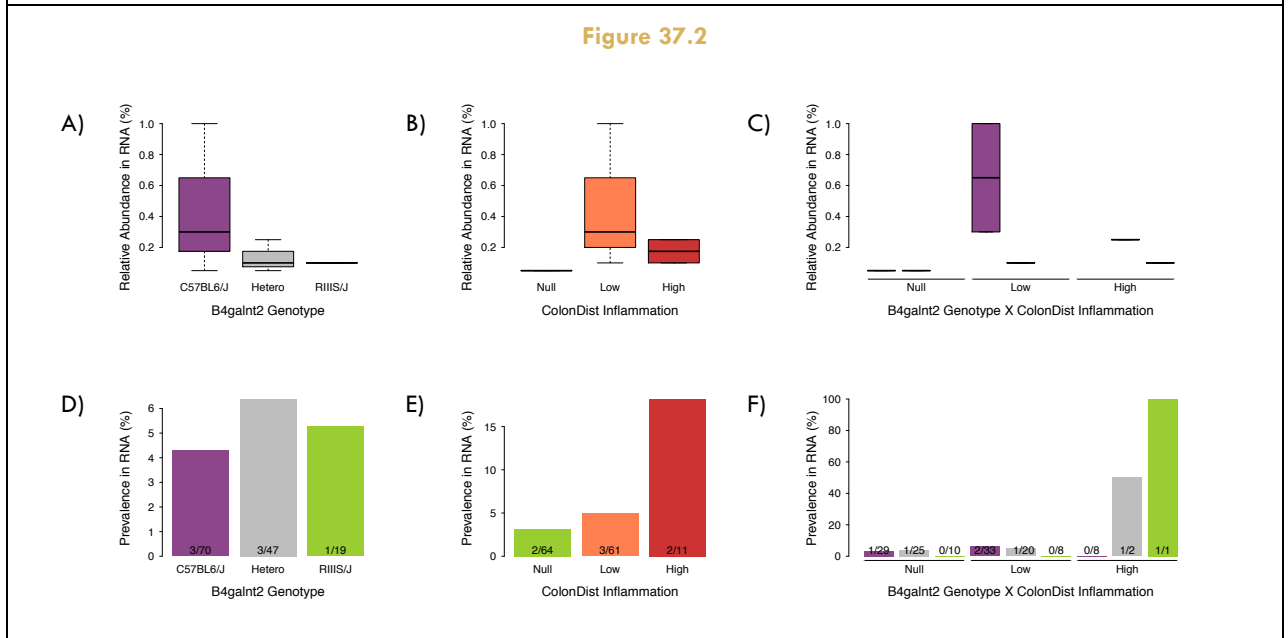 Figure 37.2
A)
Relative Abundance in RNA (%)
1.0
0.8
0.6
0.4
0.2
C57BL6/J Hetero RIIIS/J
B4galnt2 Genotype
B)
Relative Abundance in RNA (%)
1.0
0.8
0.6
0.4
0.2
Null Low High
ColonDist Inflammation
C)
Relative Abundance in RNA (%)
1.0
0.8
0.6
0.4
0.2
Null Low High
B4galnt2 Genotype X ColonDist Inflammation
D)
Prevalence in RNA (%)
6
5
4
3
2
1
0
3/70 3/47 1/19
C57BL6/J Hetero RIIIS/J
B4galnt2 Genotype
E)
Prevalence in RNA (%)
15
10
5
0
2/64 3/61 2/11
Null Low High
ColonDist Inflammation
F)
Prevalence in RNA (%)
100
80
60
40
20
0
1/29 1/25 0/10 2/33 1/20 0/8 0/8 1/2 1/1
Null Low High
B4galnt2 Genotype X ColonDist Inflammation